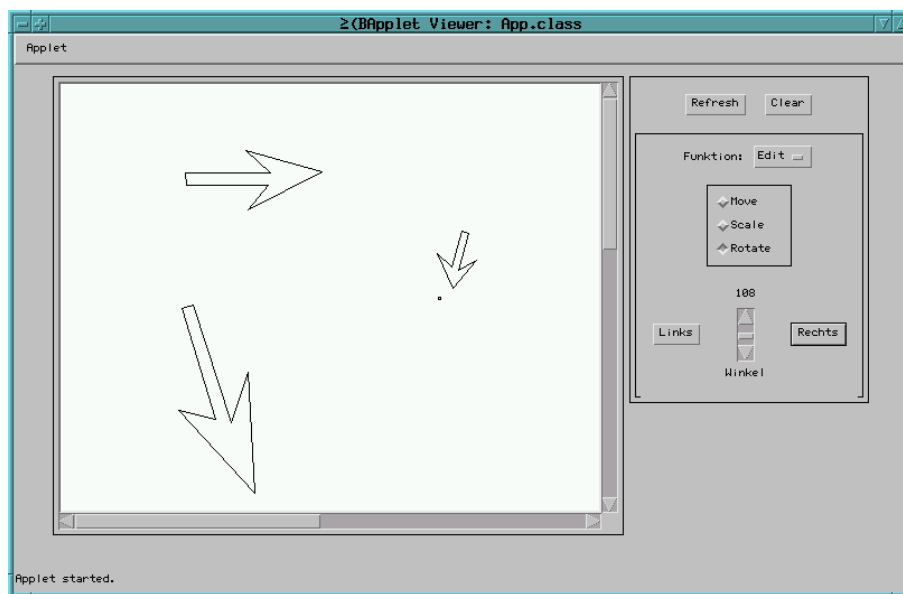 ≥(BApplet Viewer: App.class
Applet
Refresh Clear
Funktion: Edit
Move
Scale
Rotate
108
Links Rechts
Winkel
Applet started.